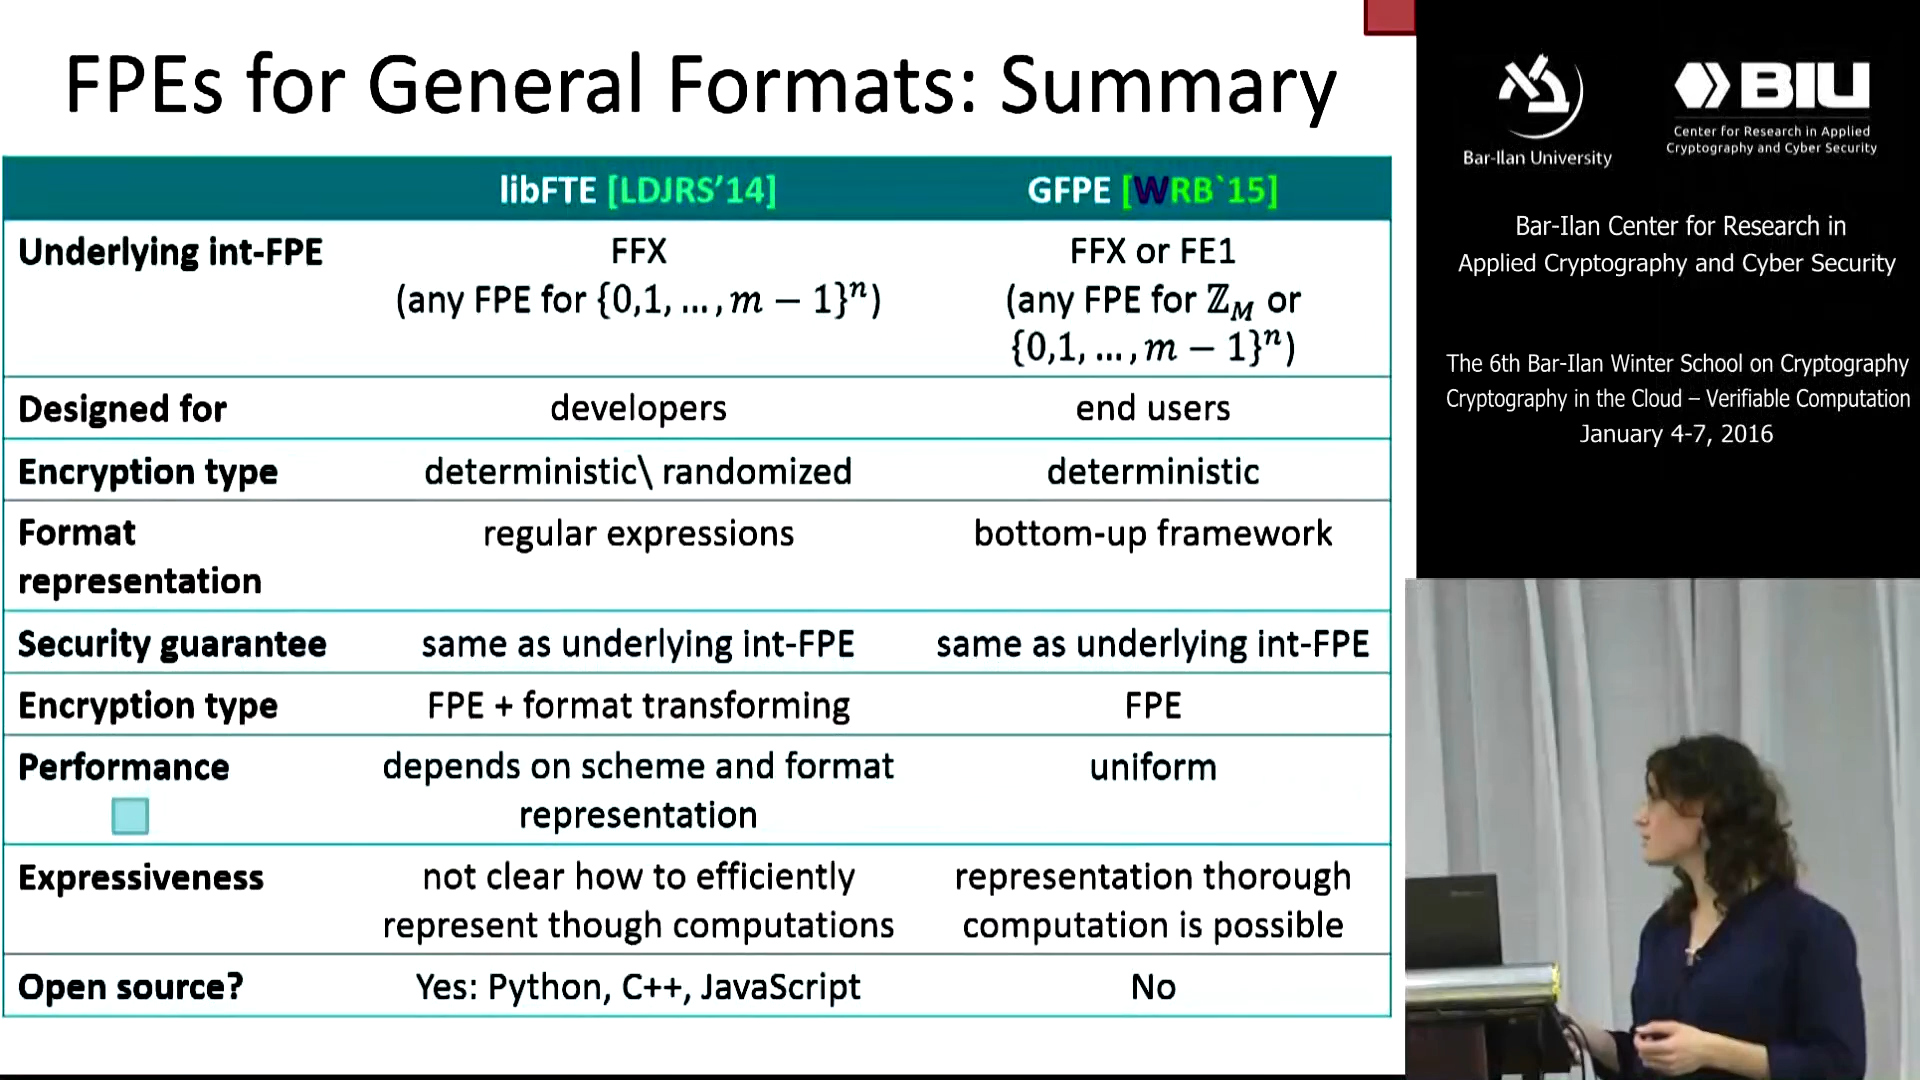 FPEs for General Formats: Summary
libFTE [LDJRS'14]
GFPE [WRB`15]
Underlying int-FPE
FFX
(any FPE for {0,1, ..., m − 1}ⁿ)
FFX or FE1
(any FPE for ℤ_M or
{0,1, ..., m − 1}ⁿ)
Designed for
developers
end users
Encryption type
deterministic\ randomized
deterministic
Format
representation
regular expressions
bottom-up framework
Security guarantee
same as underlying int-FPE
same as underlying int-FPE
Encryption type
FPE + format transforming
FPE
Performance
depends on scheme and format
representation
uniform
Expressiveness
not clear how to efficiently
represent though computations
representation thorough
computation is possible
Open source?
Yes: Python, C++, JavaScript
No
Bar-Ilan University
BIU
Center for Research in Applied
Cryptography and Cyber Security
Bar-Ilan Center for Research in
Applied Cryptography and Cyber Security
The 6th Bar-Ilan Winter School on Cryptography
Cryptography in the Cloud – Verifiable Computation
January 4-7, 2016